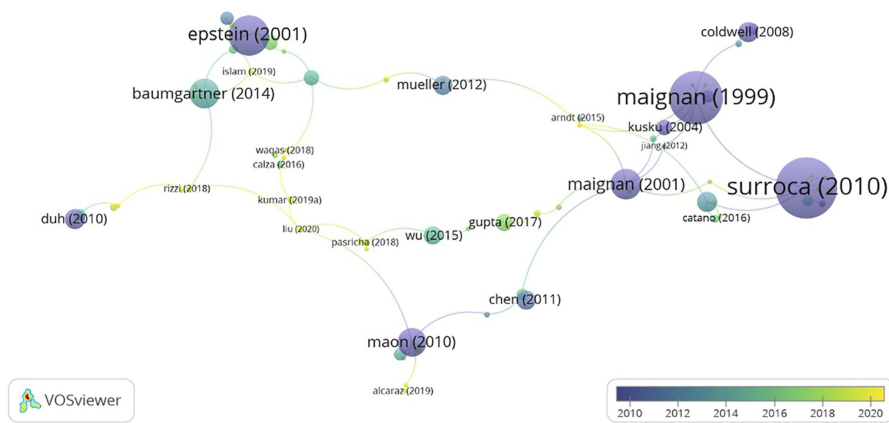 epstein (2001)
coldwell (2008)
islam (2019)
baumgartner (2014)
mueller (2012)
maignan (1999)
arndt (2015)
kusku (2004)
jiang (2012)
waqas (2018)
calza (2016)
maignan (2001)
surroca (2010)
rizzi (2018)
kumar (2019a)
duh (2010)
catano (2016)
liu (2020)
gupta (2017)
wu (2015)
pasricha (2018)
chen (2011)
maon (2010)
alcaraz (2019)
VOSviewer
2010 2012 2014 2016 2018 2020